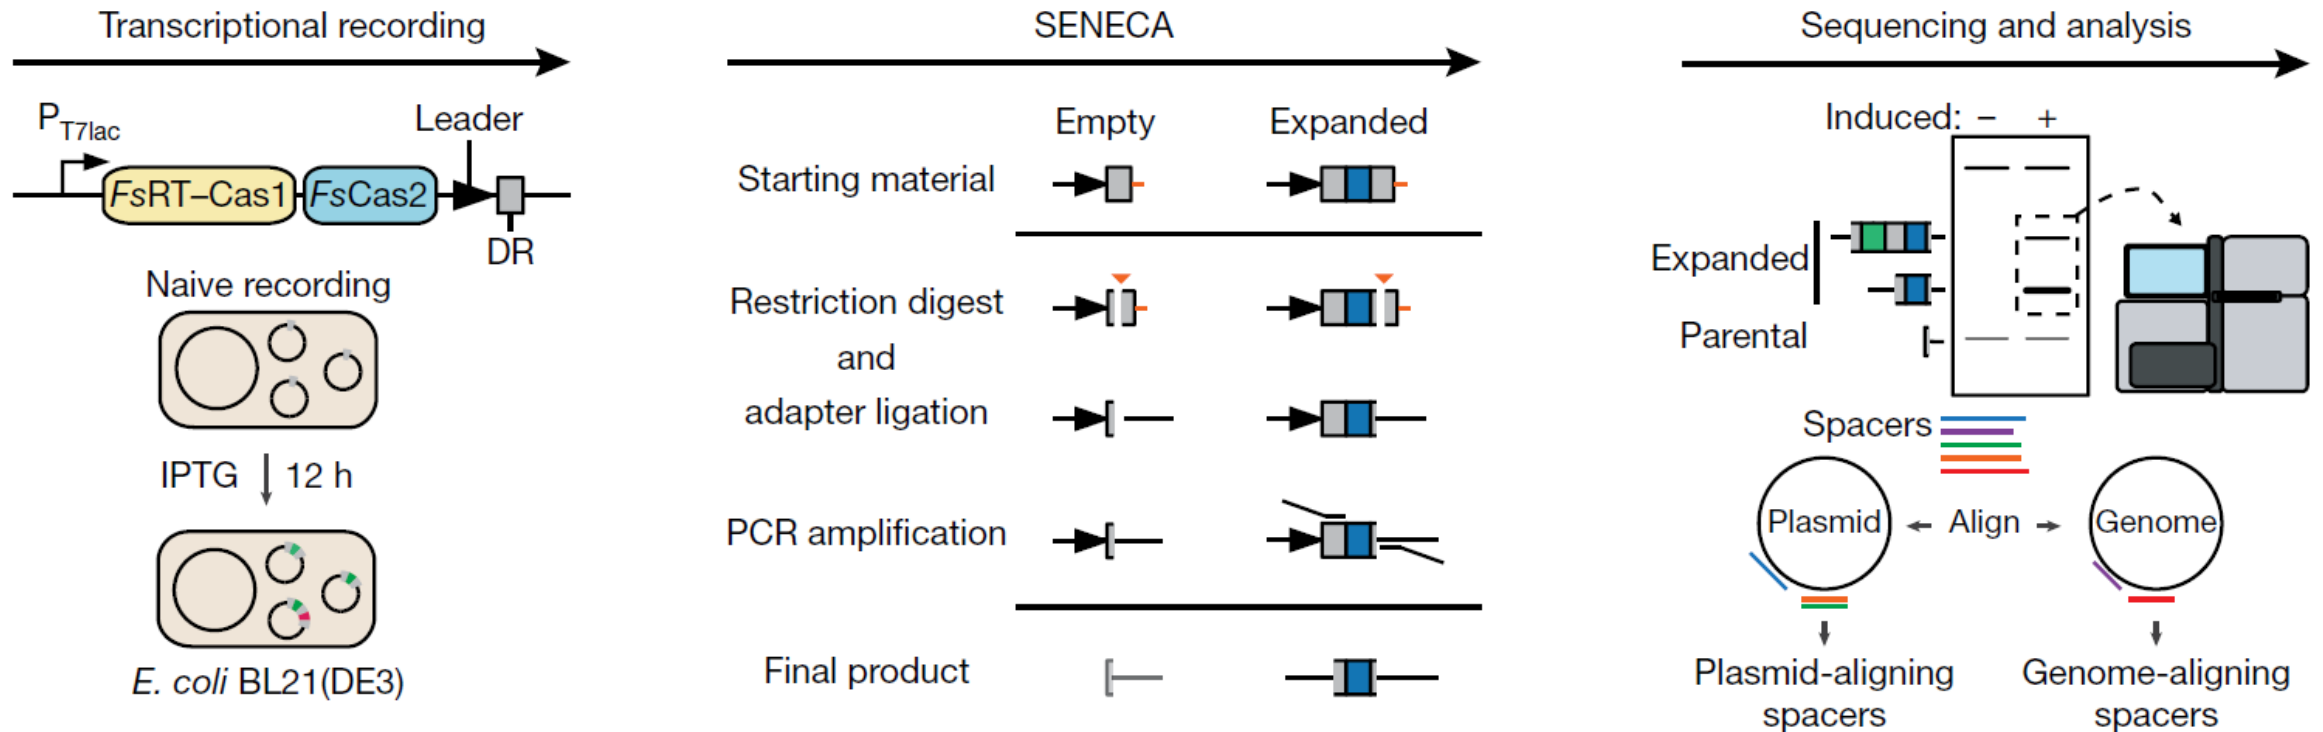 Transcriptional recording
P T7lac
Leader
FsRT–Cas1
FsCas2
DR
Naive recording
IPTG
12 h
E. coli BL21(DE3)
SENECA
Empty
Expanded
Starting material
Restriction digest
and
adapter ligation
PCR amplification
Final product
Sequencing and analysis
Induced: – +
Expanded
Parental
Spacers
Plasmid
Align
Genome
Plasmid-aligning
spacers
Genome-aligning
spacers